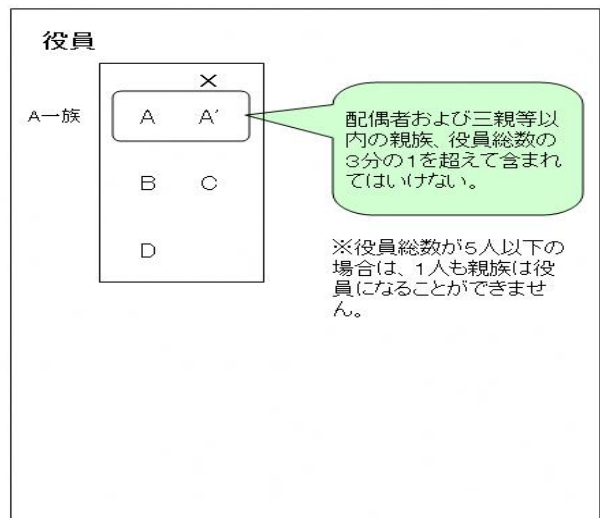 役員
×
A一族
A A′
B C
D
配偶者および三親等以
内の親族、役員総数の
3分の1を超えて含まれ
てはいけない。
※役員総数が5人以下の
場合は、1人も親族は役
員になることができませ
ん。